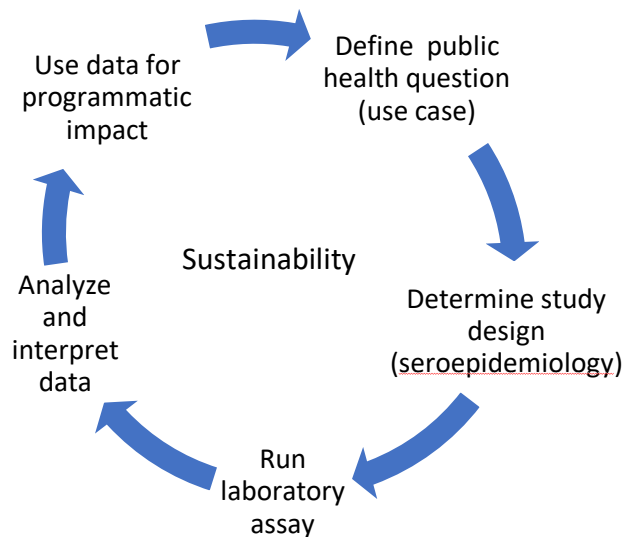 Define public
health question
(use case)
Determine study
design
(seroepidemiology)
Run
laboratory
assay
Analyze
and
interpret
data
Use data for
programmatic
impact
Sustainability